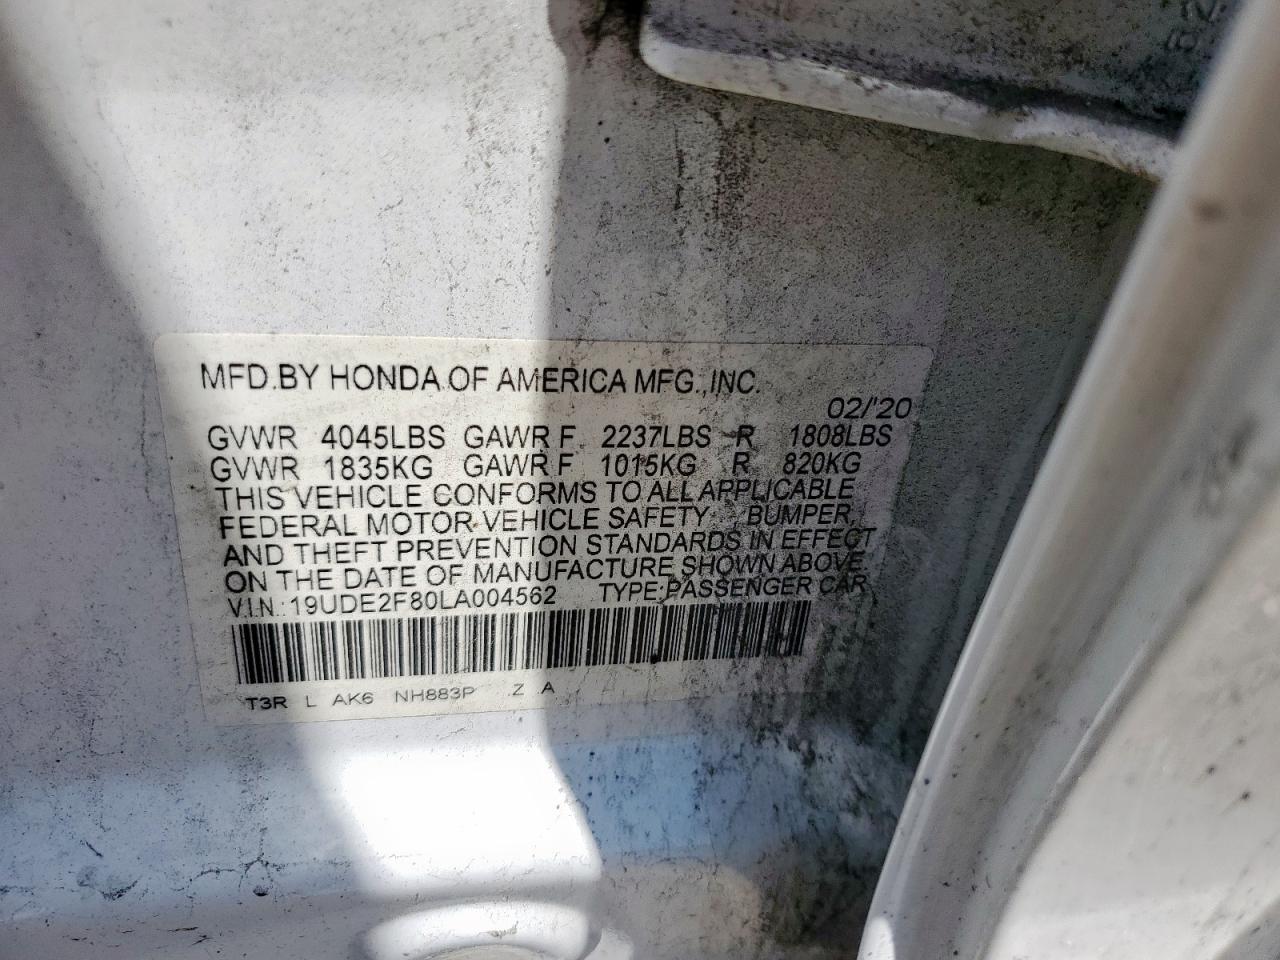 MFD.BY HONDA OF AMERICA MFG.,INC.
02/'20
GVWR 4045LBS GAWR F 2237LBS R 1808LBS
GVWR 1835KG GAWR F 1015KG R 820KG
THIS VEHICLE CONFORMS TO ALL APPLICABLE
FEDERAL MOTOR VEHICLE SAFETY, BUMPER,
AND THEFT PREVENTION STANDARDS IN EFFECT
ON THE DATE OF MANUFACTURE SHOWN ABOVE.
V.I.N.:19UDE2F80LA004562 TYPE:PASSENGER CAR
T3R L AK6 NH883P Z A